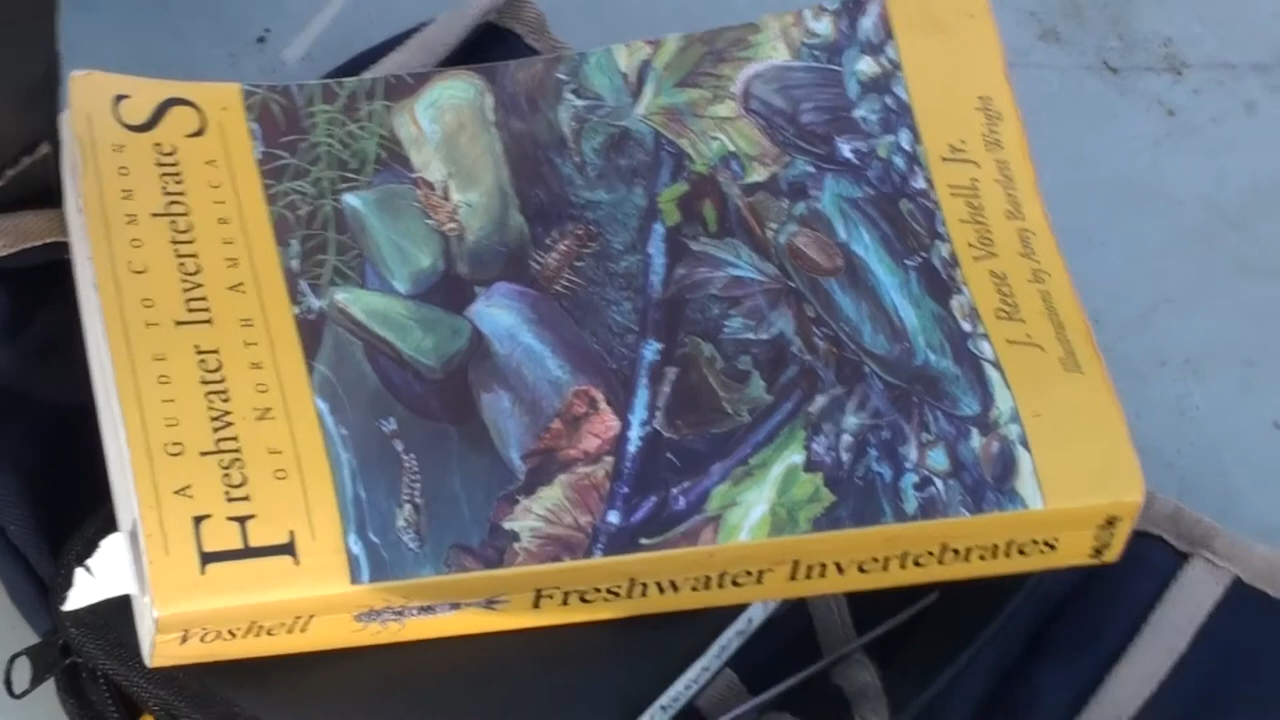 A GUIDE TO COMMON
Freshwater InvertebrateS
OF NORTH AMERICA
J. Reese Voshell, Jr.
Illustrations by Amy Bartlett Wright
Voshell Freshwater Invertebrates